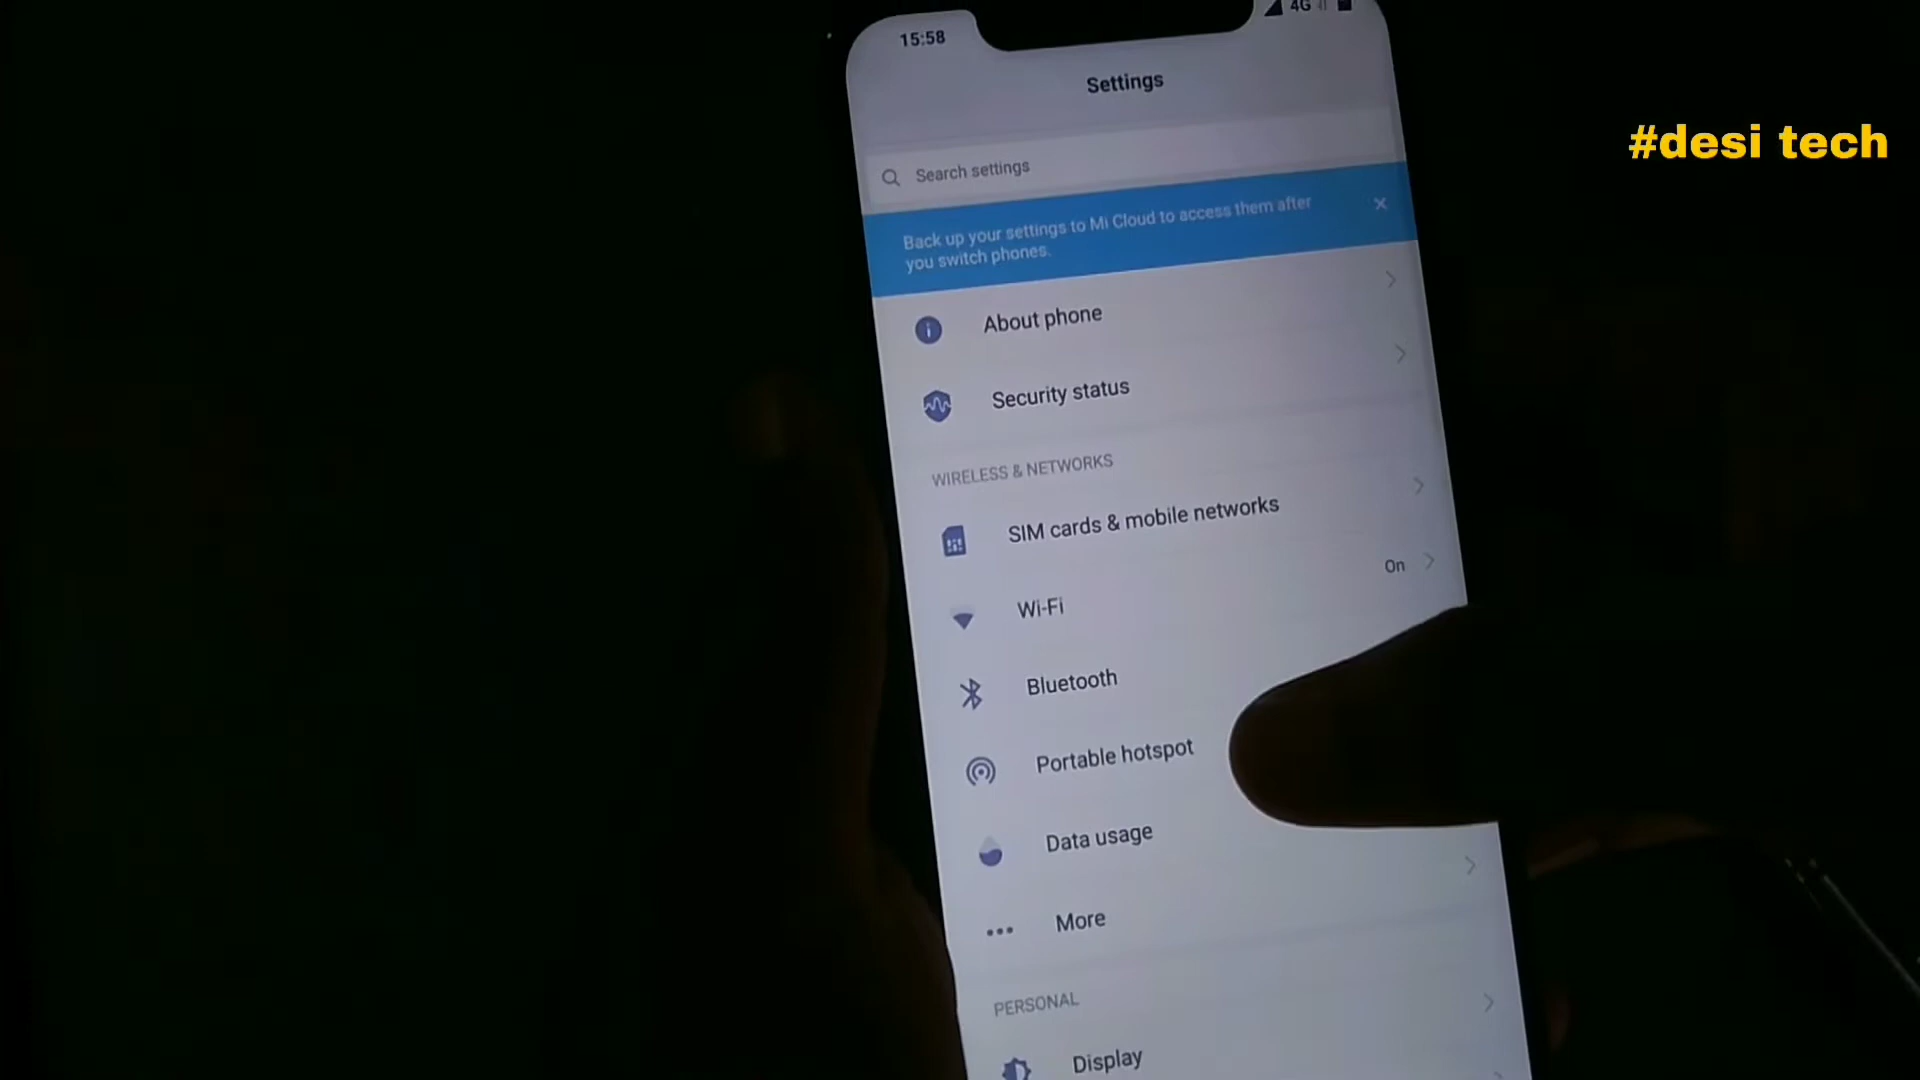 15:58
4G
Settings
#desi tech
Search settings
Back up your settings to Mi Cloud to access them after
you switch phones.
About phone
Security status
WIRELESS & NETWORKS
SIM cards & mobile networks
Wi-Fi
On
Bluetooth
Portable hotspot
Data usage
More
PERSONAL
Display